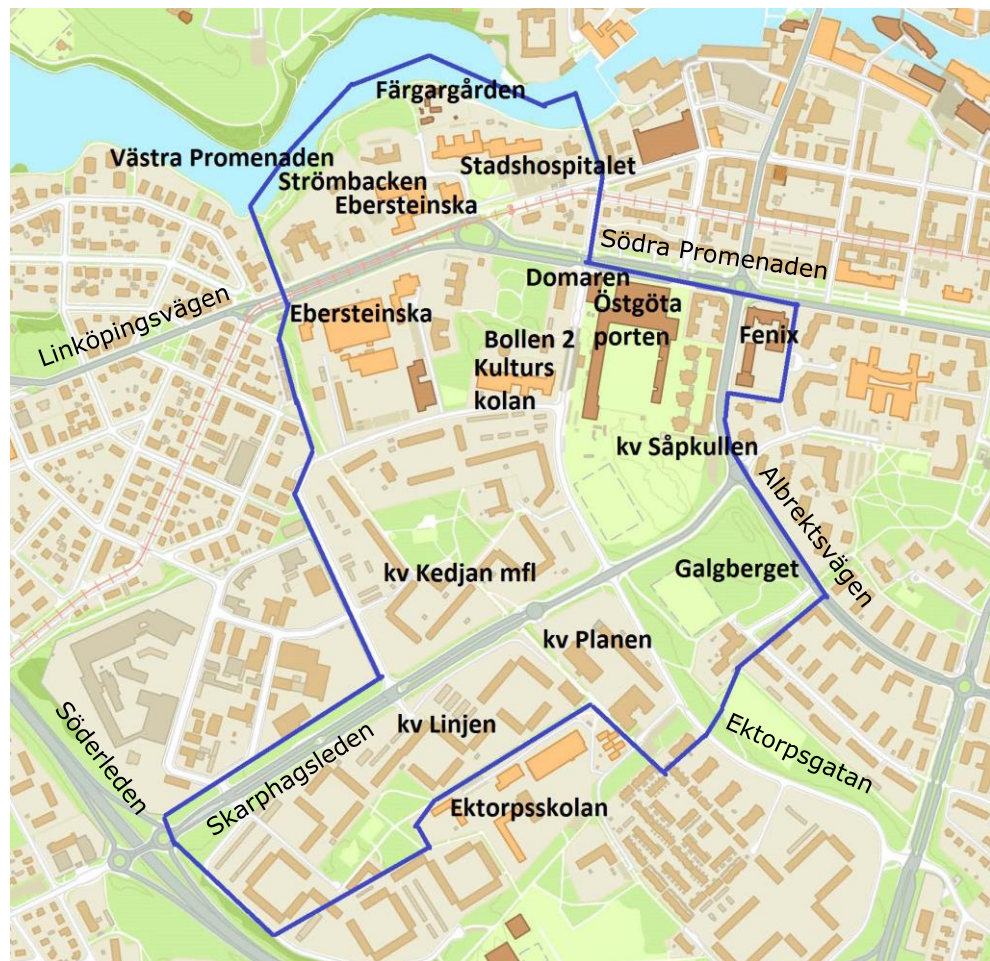 Färgargården
Västra Promenaden
Stadshospitalet
Strömbacken
Ebersteinska
Södra Promenaden
Domaren
Linköpingsvägen
Ebersteinska
Östgöta
porten
Bollen 2
Fenix
Kulturs
kolan
kv Såpkullen
Albrektsvägen
kv Kedjan mfl
Galgberget
kv Planen
kv Linjen
Ektorpsgatan
Söderleden
Skarphagsleden
Ektorpsskolan